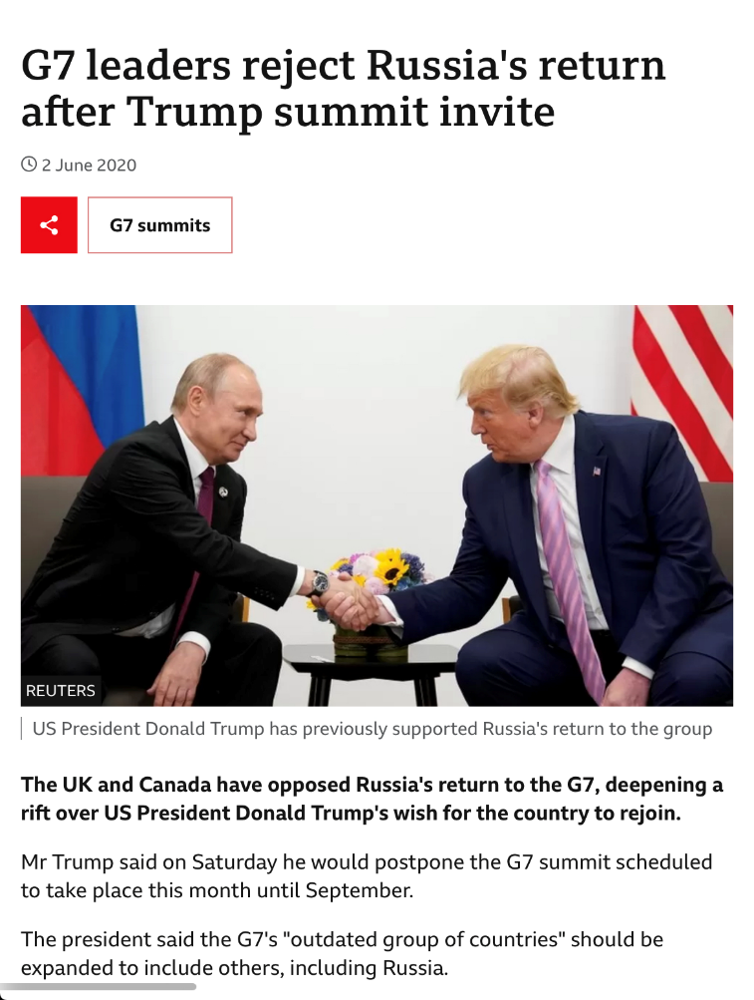 G7 leaders reject Russia's return
after Trump summit invite
2 June 2020
G7 summits
REUTERS
US President Donald Trump has previously supported Russia's return to the group
The UK and Canada have opposed Russia's return to the G7, deepening a
rift over US President Donald Trump's wish for the country to rejoin.
Mr Trump said on Saturday he would postpone the G7 summit scheduled
to take place this month until September.
The president said the G7's "outdated group of countries" should be
expanded to include others, including Russia.